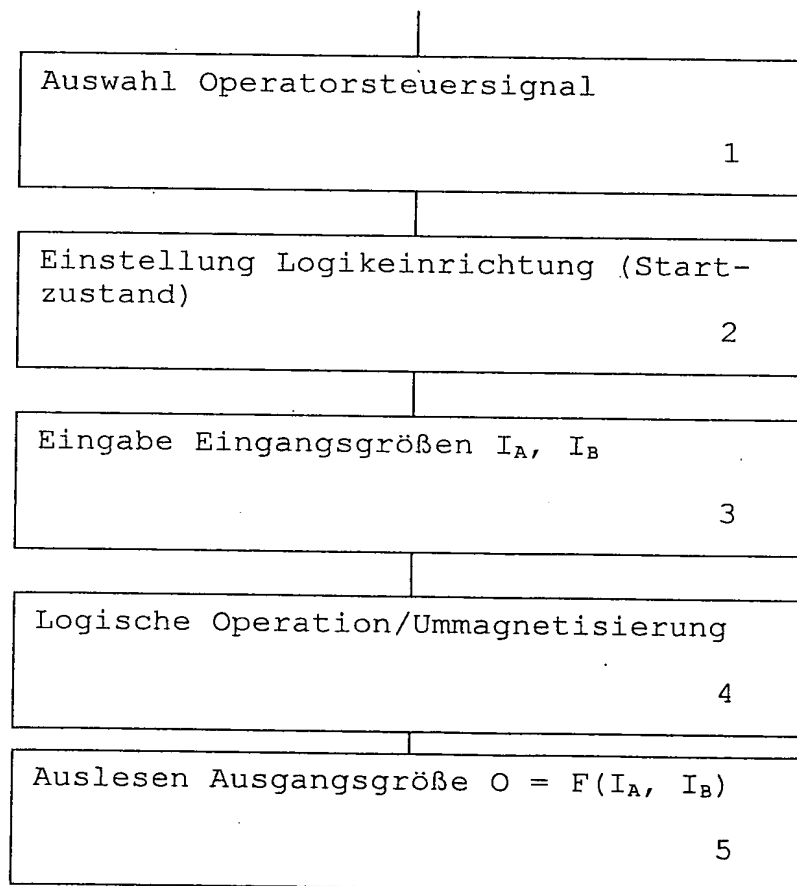 Auswahl Operatorsteuersignal
1
Einstellung Logikeinrichtung (Start-
zustand)
2
Eingabe Eingangsgrößen I_A, I_B
3
Logische Operation/Ummagnetisierung
4
Auslesen Ausgangsgröße O = F(I_A, I_B)
5